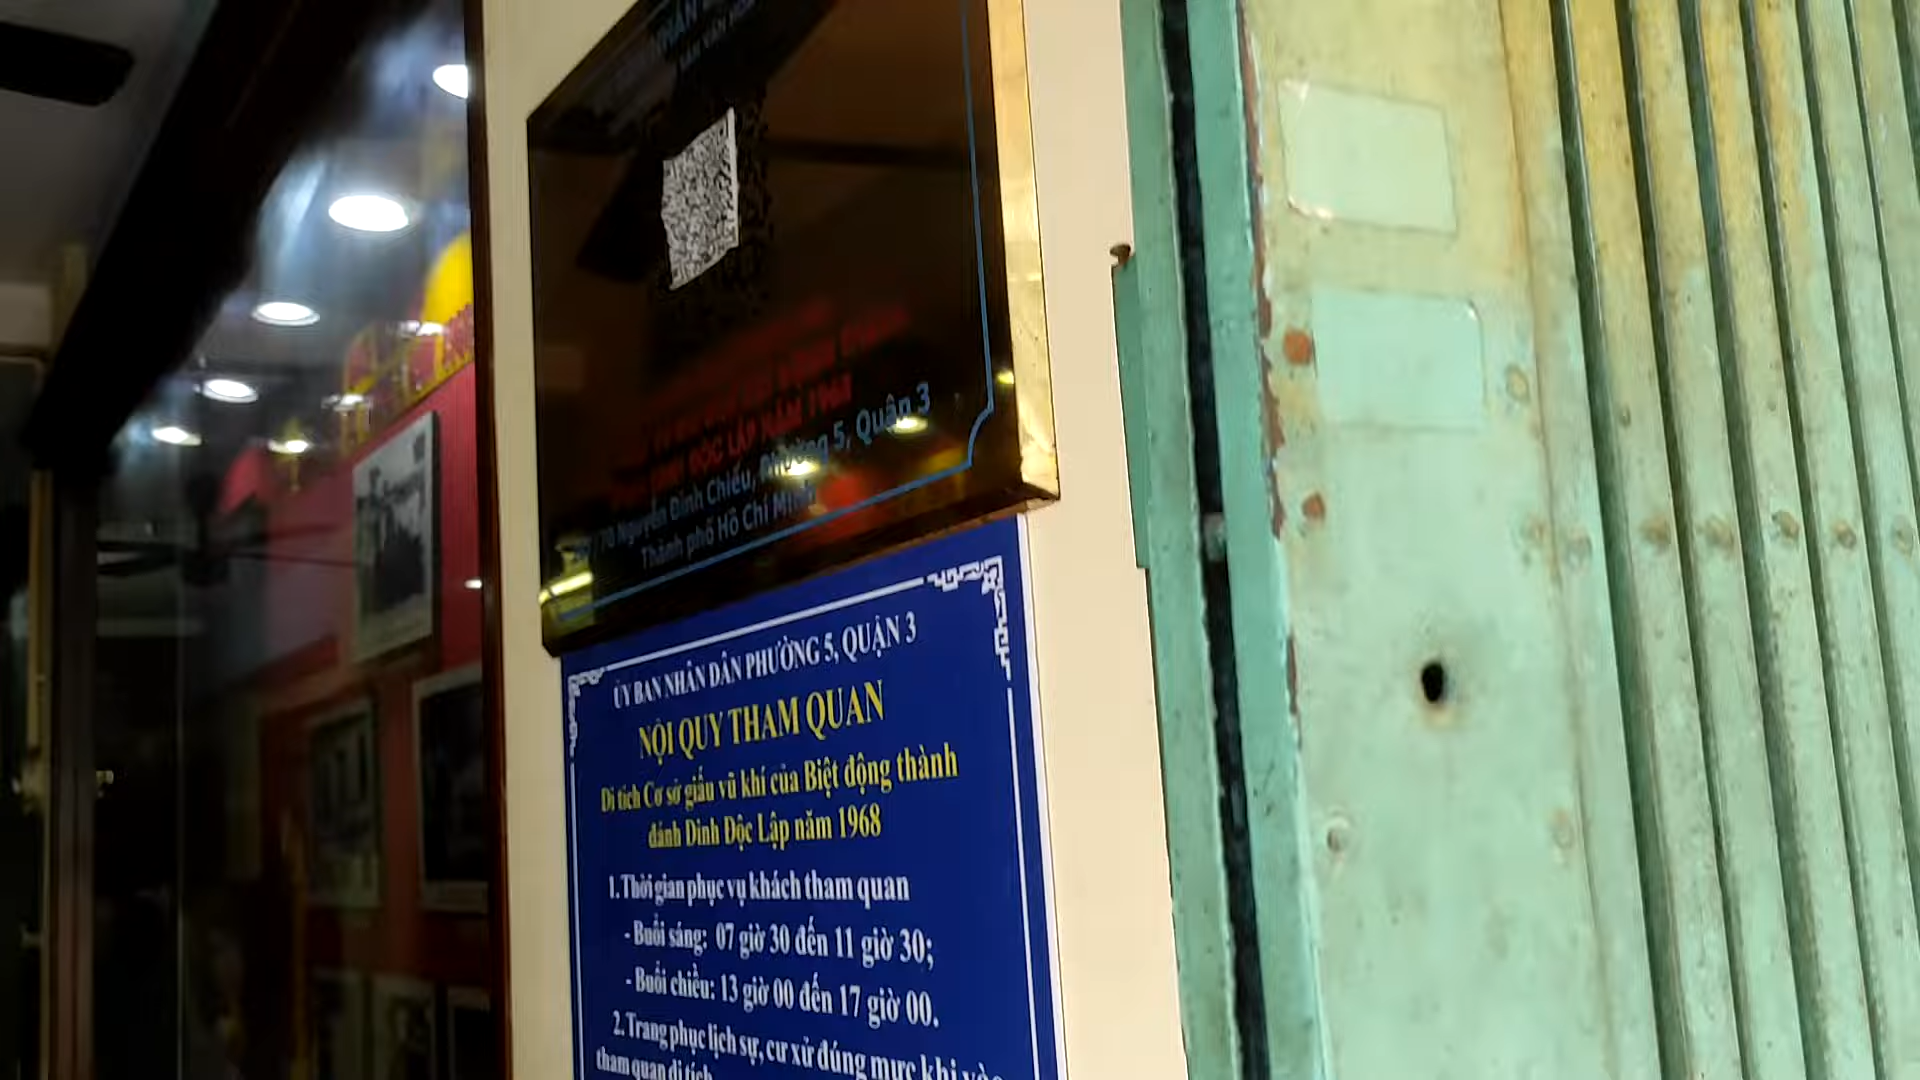 NĂM 1968
Nguyễn Đình Chiểu, Phường 5, Quận 3
Thành phố Hồ Chí Minh
ỦY BAN NHÂN DÂN PHƯỜNG 5, QUẬN 3
NỘI QUY THAM QUAN
Di tích Cơ sở giấu vũ khí của Biệt động thành
đánh Dinh Độc Lập năm 1968
1. Thời gian phục vụ khách tham quan
- Buổi sáng: 07 giờ 30 đến 11 giờ 30;
- Buổi chiều: 13 giờ 00 đến 17 giờ 00.
2. Trang phục lịch sự, cư xử đúng mực khi vào
tham quan di tích